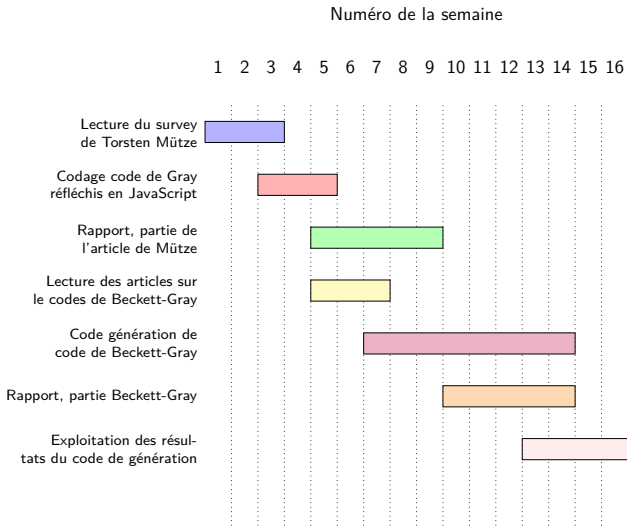 Numéro de la semaine
1 2 3 4 5 6 7 8 9 10 11 12 13 14 15 16
Lecture du survey
de Torsten Mütze
Codage code de Gray
réfléchis en JavaScript
Rapport, partie de
l'article de Mütze
Lecture des articles sur
le codes de Beckett-Gray
Code génération de
code de Beckett-Gray
Rapport, partie Beckett-Gray
Exploitation des résul-
tats du code de génération